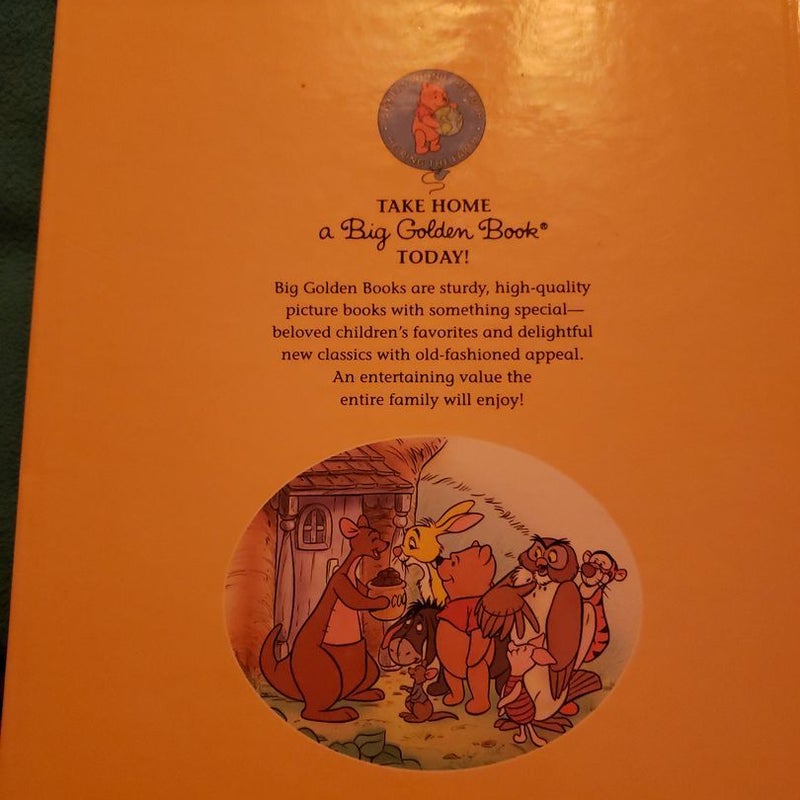 TAKE HOME
a Big Golden Book®
TODAY!
Big Golden Books are sturdy, high-quality
picture books with something special—
beloved children's favorites and delightful
new classics with old-fashioned appeal.
An entertaining value the
entire family will enjoy!